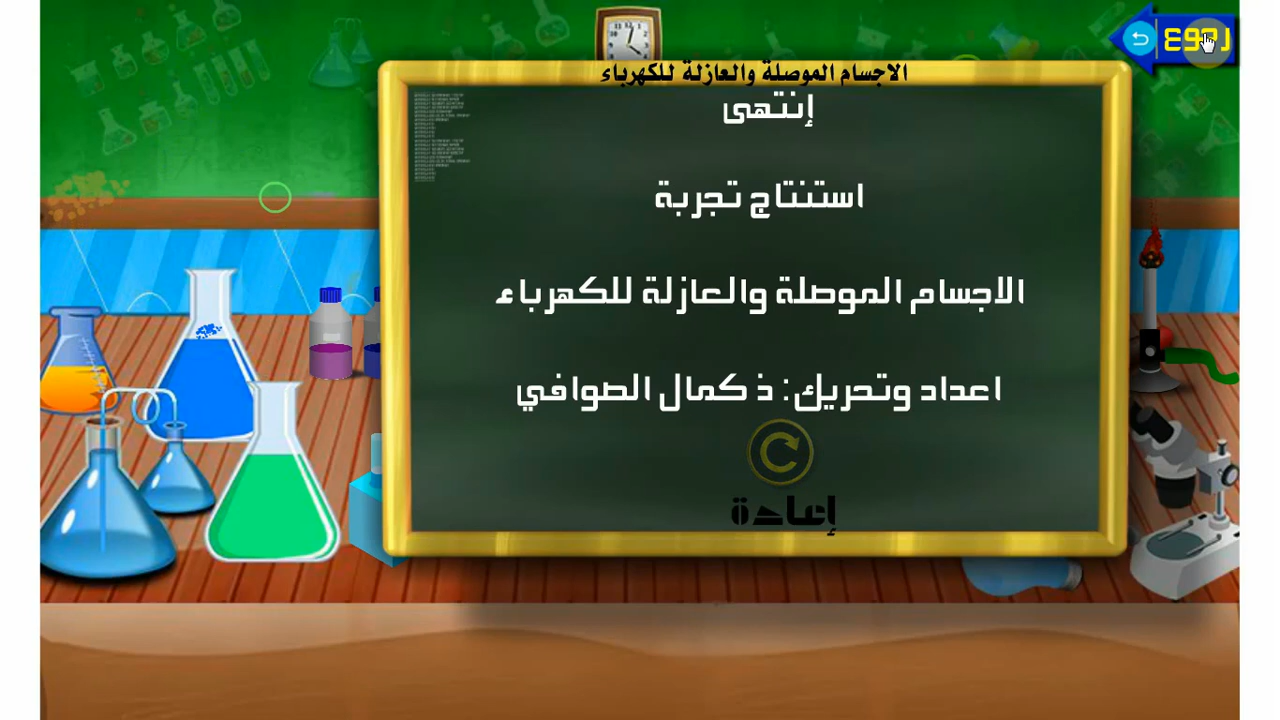 رجوع
الاجسام الموصلة والعازلة للكهرباء
إنتهى
استنتاج تجربة
الاجسام الموصلة والعازلة للكهرباء
اعداد وتحريك: ذ كمال الصوافي
إعادة